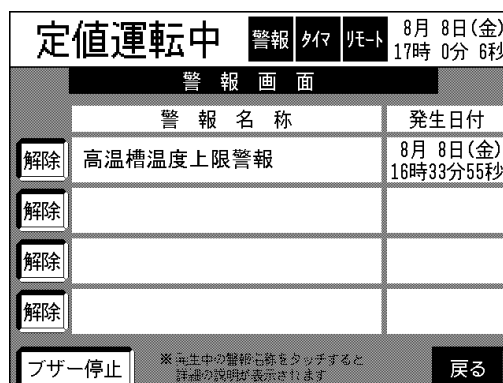 定値運転中 警報 タイマ リモート 8月 8日(金)
17時 0分 6秒
警報画面
警報名称 発生日付
解除 高温槽温度上限警報 8月 8日(金)
16時33分55秒
解除
解除
解除
ブザー停止 ※発生中の警報名称をタッチすると
詳細の説明が表示されます 戻る